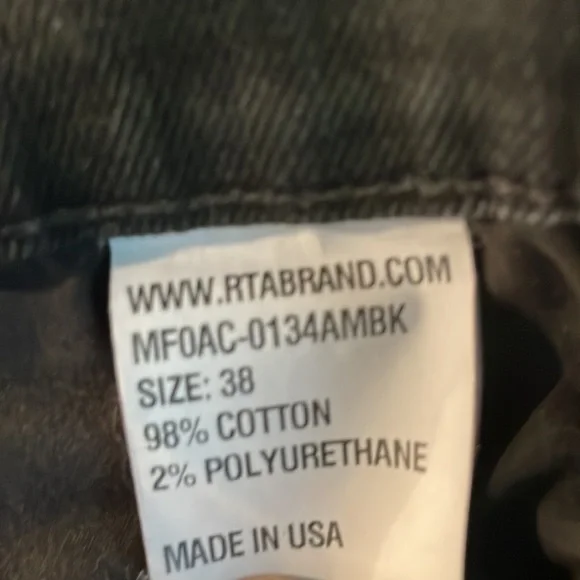 WWW.RTABRAND.COM
MF0AC-0134AMBK
SIZE: 38
98% COTTON
2% POLYURETHANE
MADE IN USA